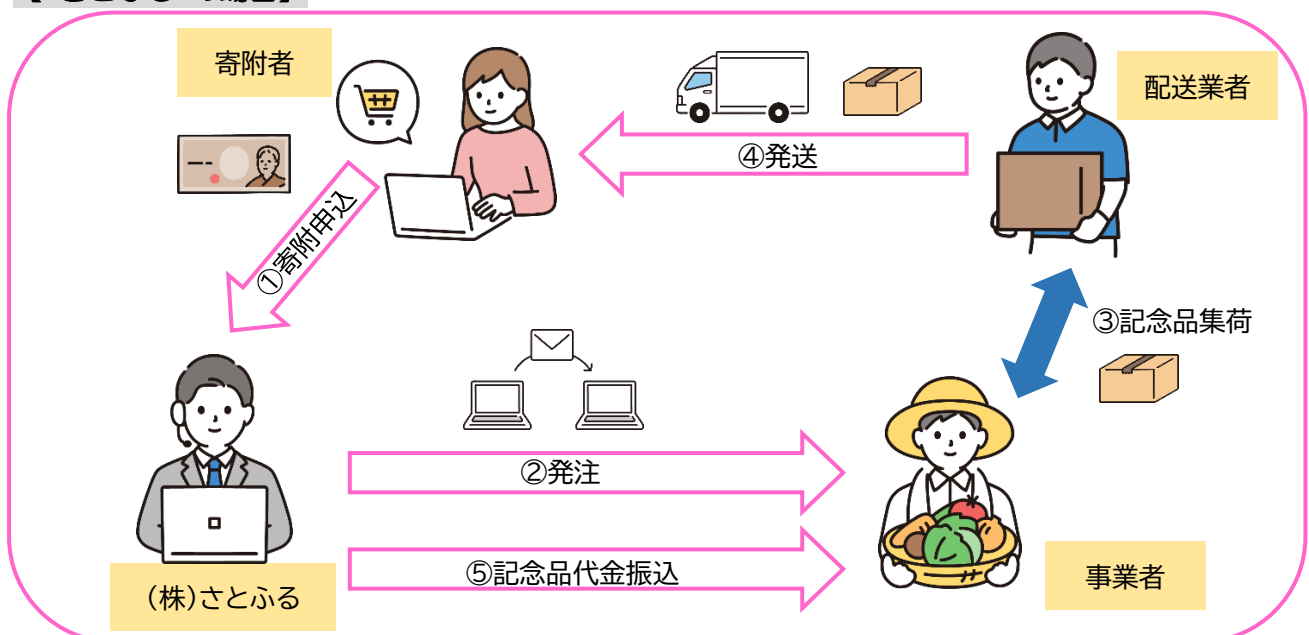 寄附者
配送業者
④発送
①寄附申込
③記念品集荷
②発注
⑤記念品代金振込
(株)さとふる
事業者